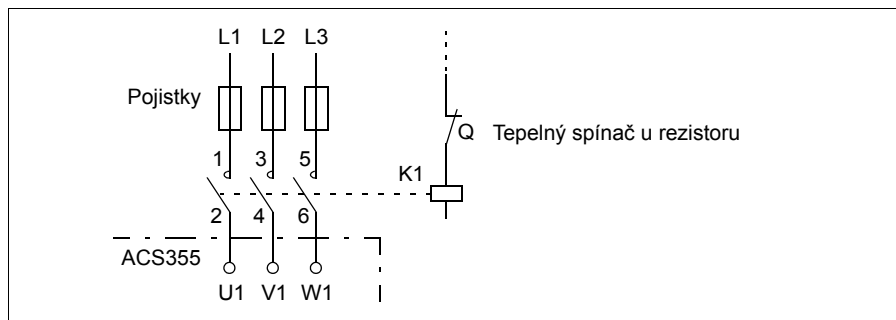 L1 L2 L3
Pojistky
Q Tepelný spínač u rezistoru
1 3 5
K1
2 4 6
ACS355
U1 V1 W1